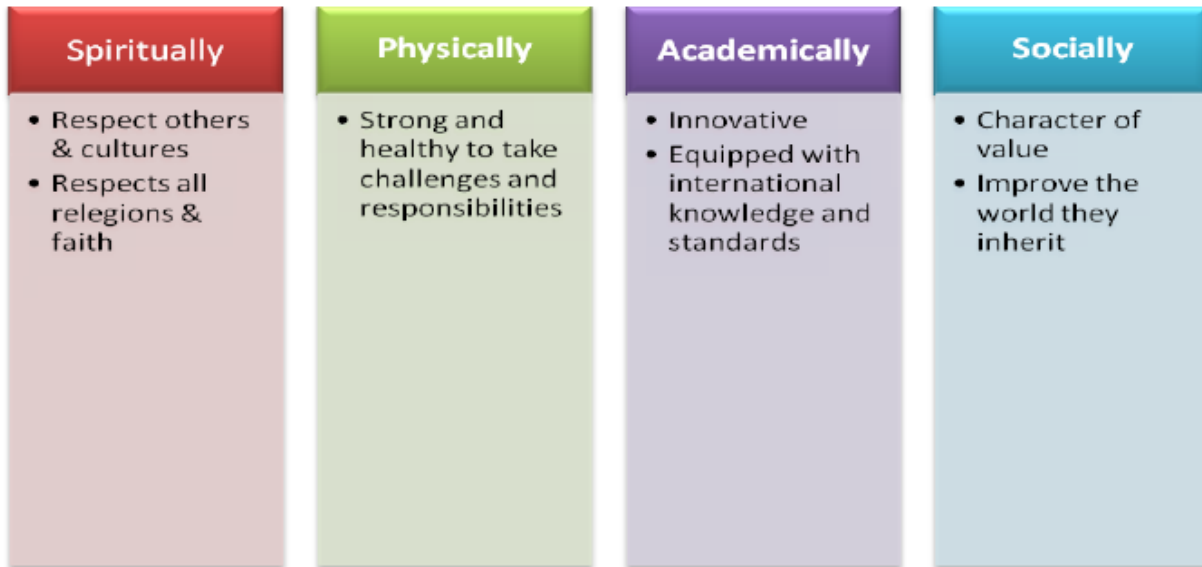 Spiritually
• Respect others
& cultures
• Respects all
relegions &
faith
Physically
• Strong and
healthy to take
challenges and
responsibilities
Academically
• Innovative
• Equipped with
international
knowledge and
standards
Socially
• Character of
value
• Improve the
world they
inherit